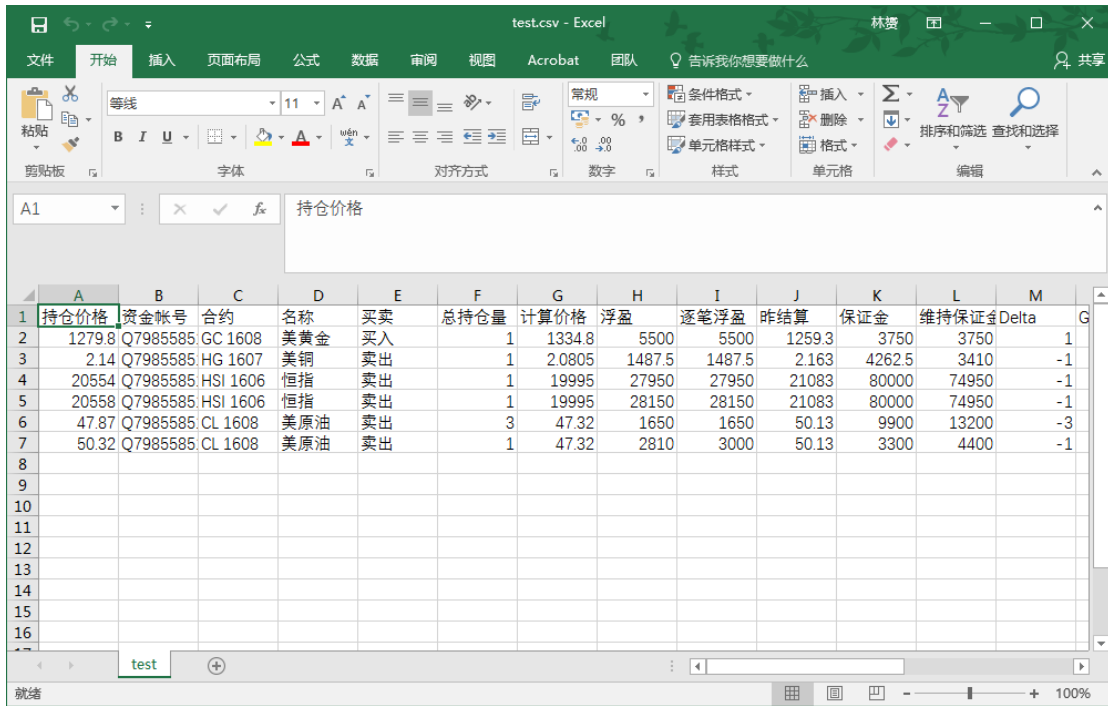 test.csv - Excel 林赟
文件 开始 插入 页面布局 公式 数据 审阅 视图 Acrobat 团队 告诉我你想要做什么 共享
粘贴 等线 11 A A 常规 条件格式 插入 Σ 排序和筛选 查找和选择
B I U A wén 文 % , 套用表格格式 删除
.00 .0 单元格样式 格式
剪贴板 字体 对齐方式 数字 样式 单元格 编辑
A1 fx 持仓价格
A B C D E F G H I J K L M
1 持仓价格 资金帐号 合约 名称 买卖 总持仓量 计算价格 浮盈 逐笔浮盈 昨结算 保证金 维持保证金 Delta G
2 1279.8 Q7985585 GC 1608 美黄金 买入 1 1334.8 5500 5500 1259.3 3750 3750 1
3 2.14 Q7985585 HG 1607 美铜 卖出 1 2.0805 1487.5 1487.5 2.163 4262.5 3410 -1
4 20554 Q7985585 HSI 1606 恒指 卖出 1 19995 27950 27950 21083 80000 74950 -1
5 20558 Q7985585 HSI 1606 恒指 卖出 1 19995 28150 28150 21083 80000 74950 -1
6 47.87 Q7985585 CL 1608 美原油 卖出 3 47.32 1650 1650 50.13 9900 13200 -3
7 50.32 Q7985585 CL 1608 美原油 卖出 1 47.32 2810 3000 50.13 3300 4400 -1
8
9
10
11
12
13
14
15
16
test
就绪 100%